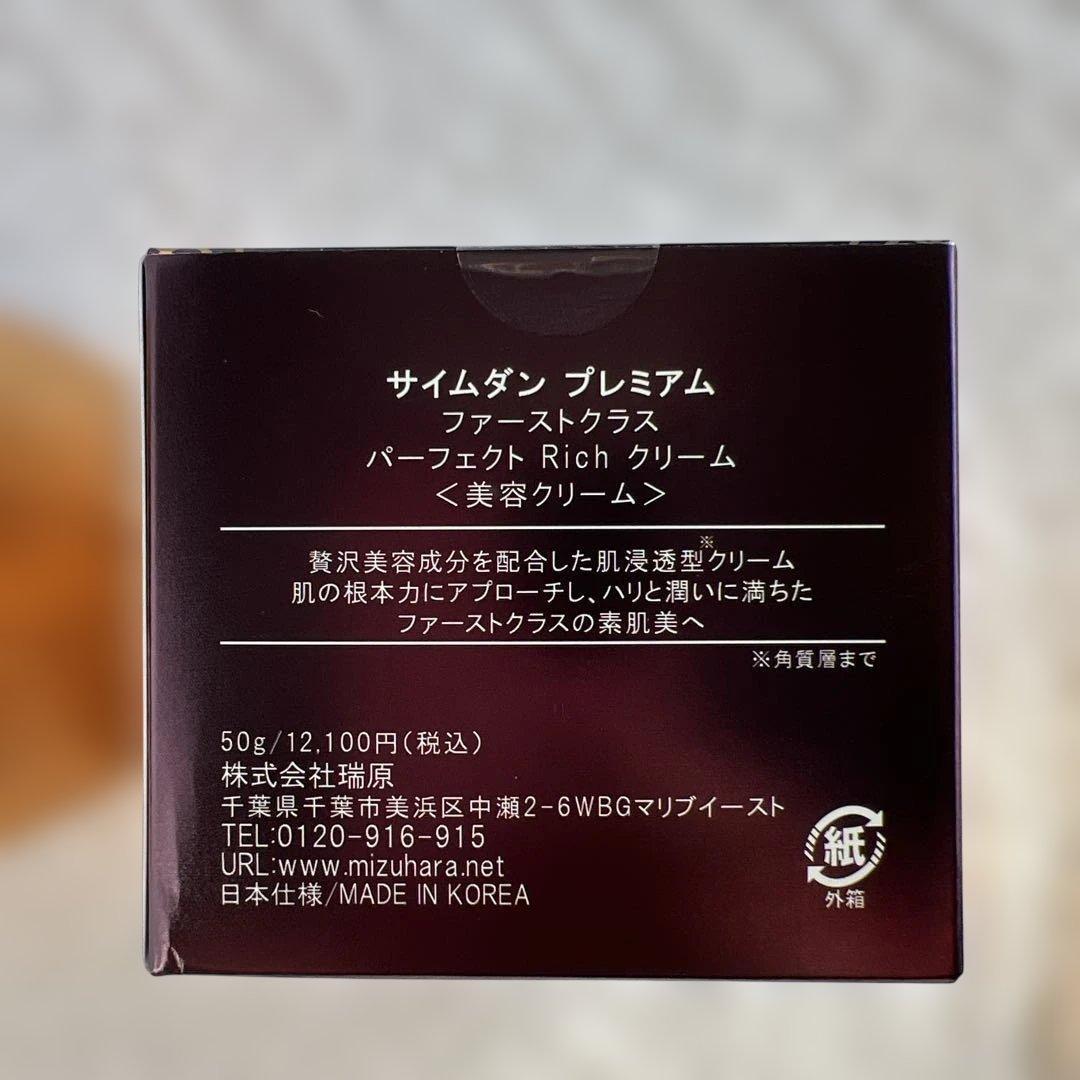 サイムダン プレミアム
ファーストクラス
パーフェクト Rich クリーム
＜美容クリーム＞
贅沢美容成分を配合した肌浸透型※クリーム
肌の根本力にアプローチし、ハリと潤いに満ちた
ファーストクラスの素肌美へ
※角質層まで
50g/12,100円(税込)
株式会社瑞原
千葉県千葉市美浜区中瀬2-6WBGマリブイースト
TEL:0120-916-915
URL:www.mizuhara.net
日本仕様/MADE IN KOREA
紙
外箱